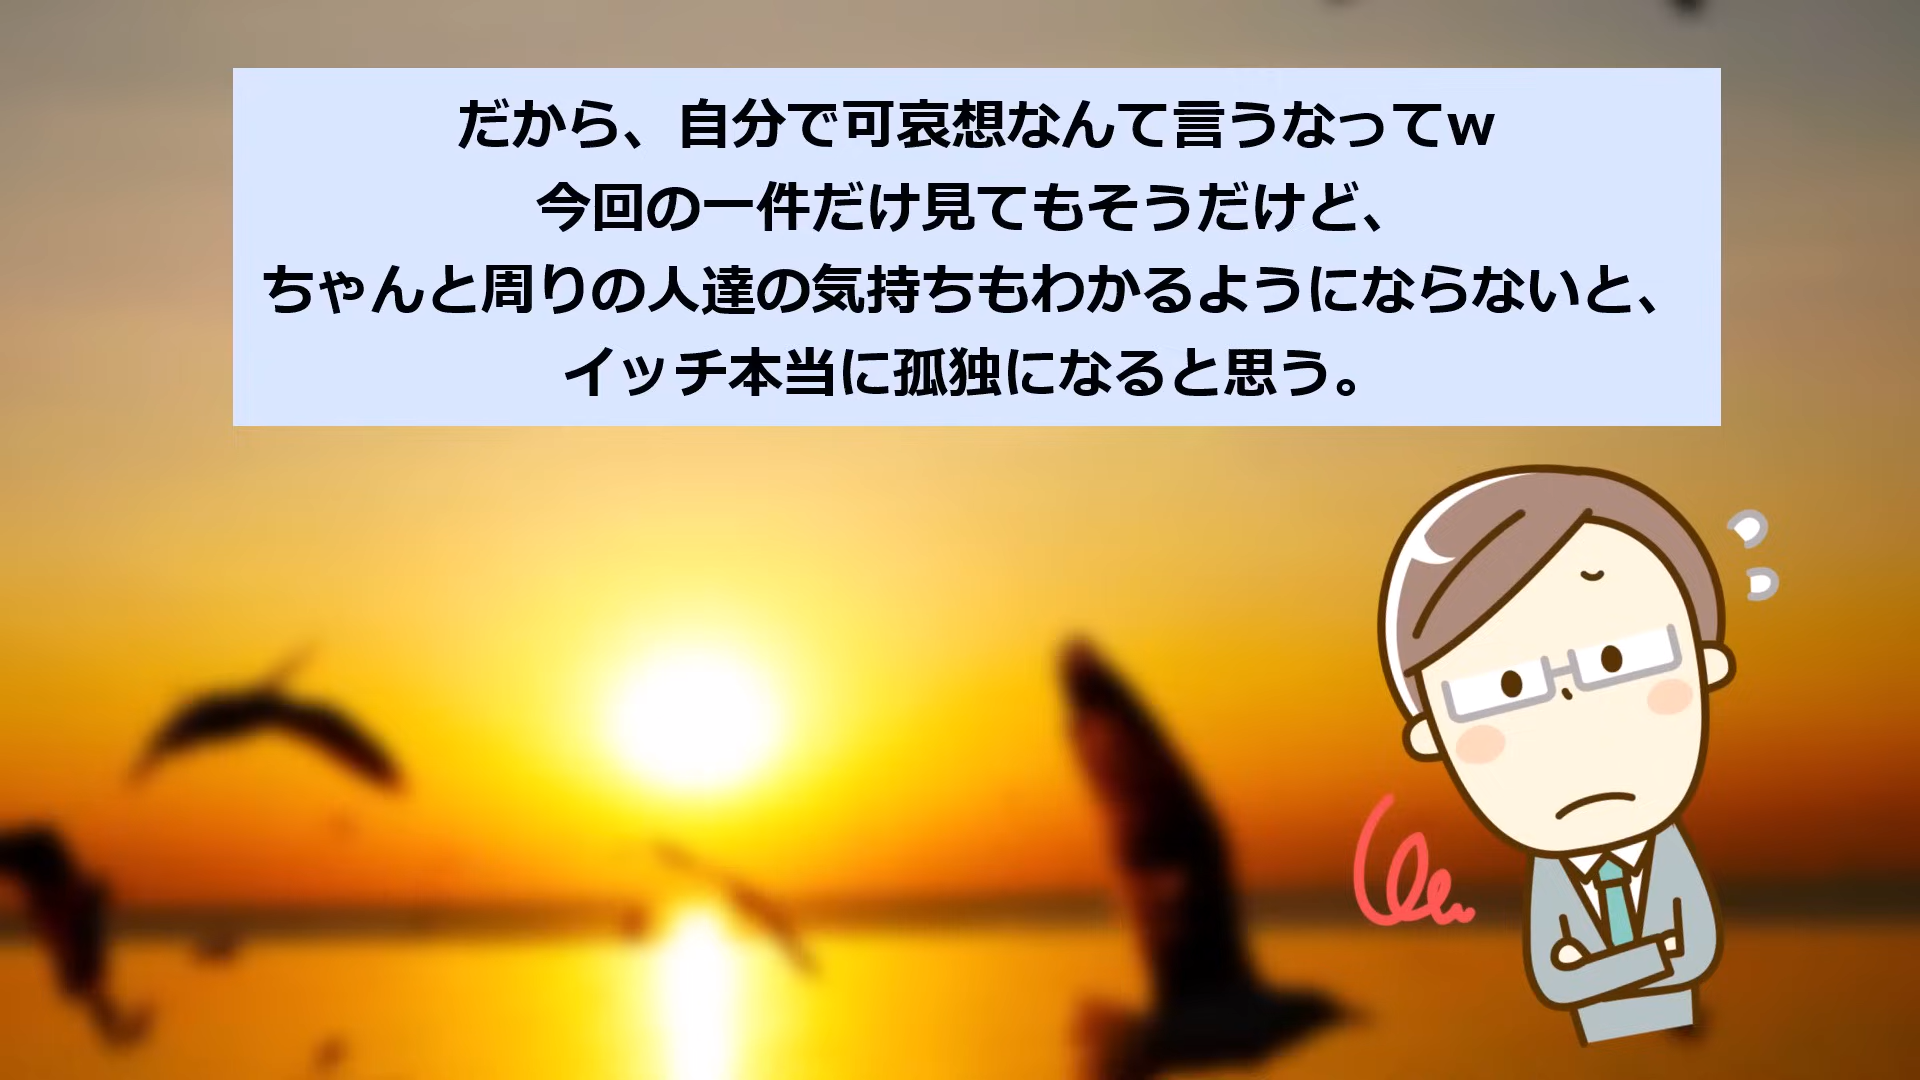 だから、自分で可哀想なんて言うなってw
今回の一件だけ見てもそうだけど、
ちゃんと周りの人達の気持ちもわかるようにならないと、
イッチ本当に孤独になると思う。